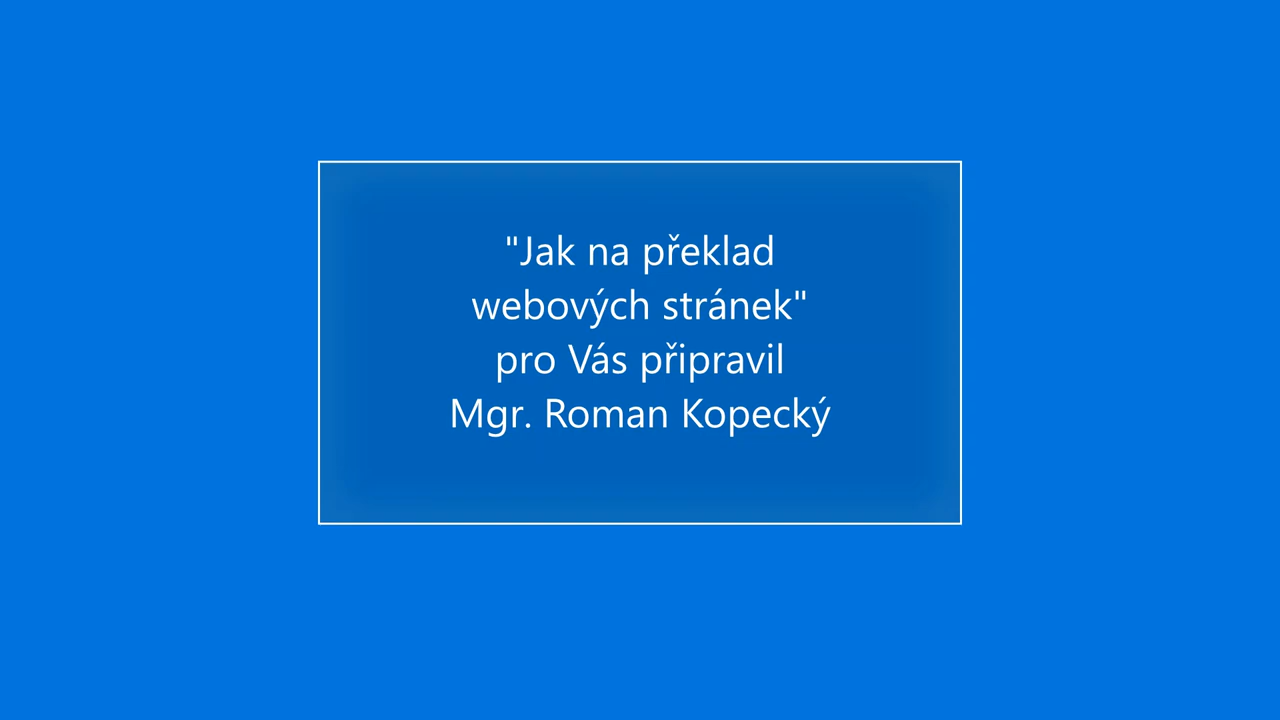 "Jak na překlad
webových stránek"
pro Vás připravil
Mgr. Roman Kopecký